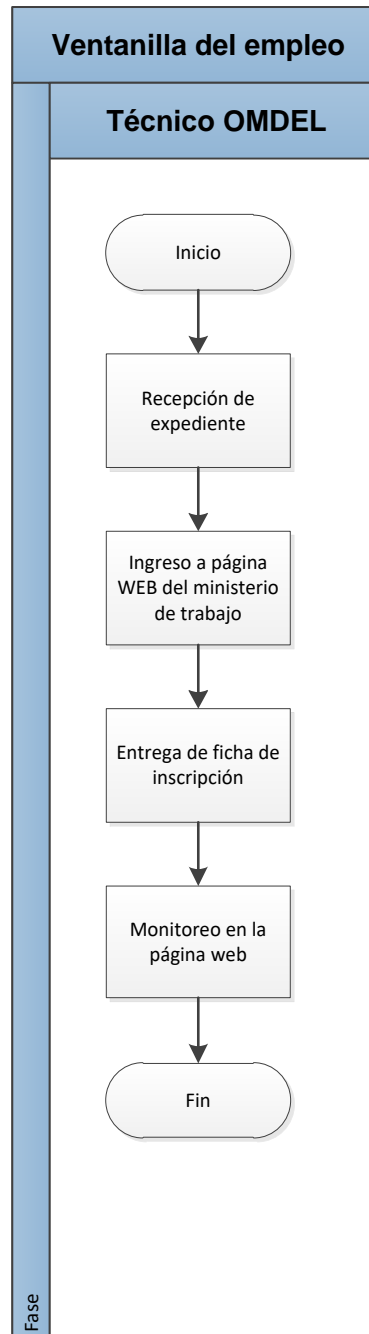 Ventanilla del empleo
Técnico OMDEL
Inicio
Recepción de
expediente
Ingreso a página
WEB del ministerio
de trabajo
Entrega de ficha de
inscripción
Monitoreo en la
página web
Fin
Fase